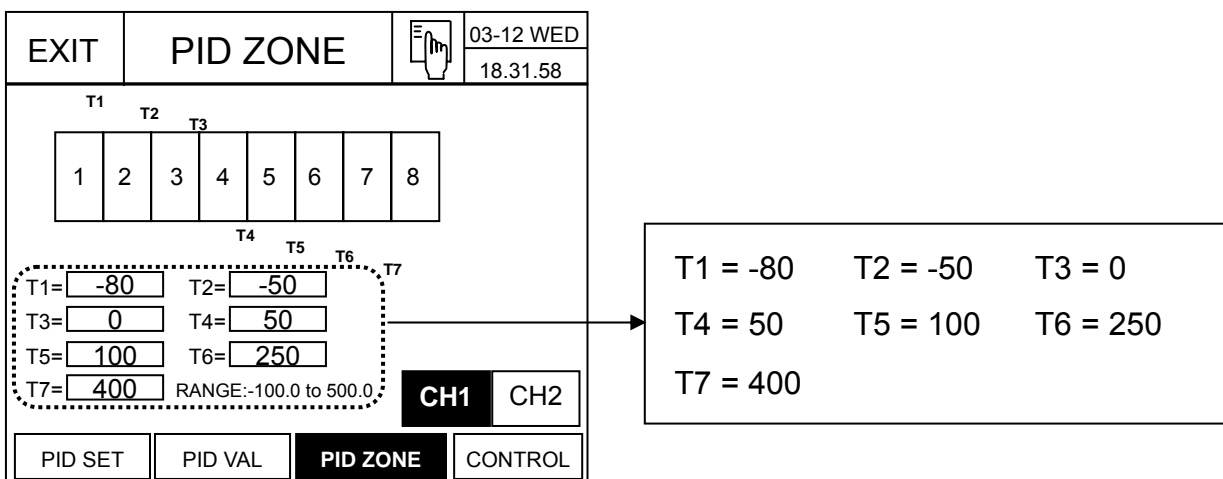 EXIT PID ZONE 03-12 WED
18.31.58
T1
T2
T3
1 2 3 4 5 6 7 8
T4
T5
T6
T7
T1= -80 T2= -50
T3= 0 T4= 50
T5= 100 T6= 250
T7= 400 RANGE:-100.0 to 500.0
CH1 CH2
PID SET PID VAL PID ZONE CONTROL
T1 = -80 T2 = -50 T3 = 0
T4 = 50 T5 = 100 T6 = 250
T7 = 400